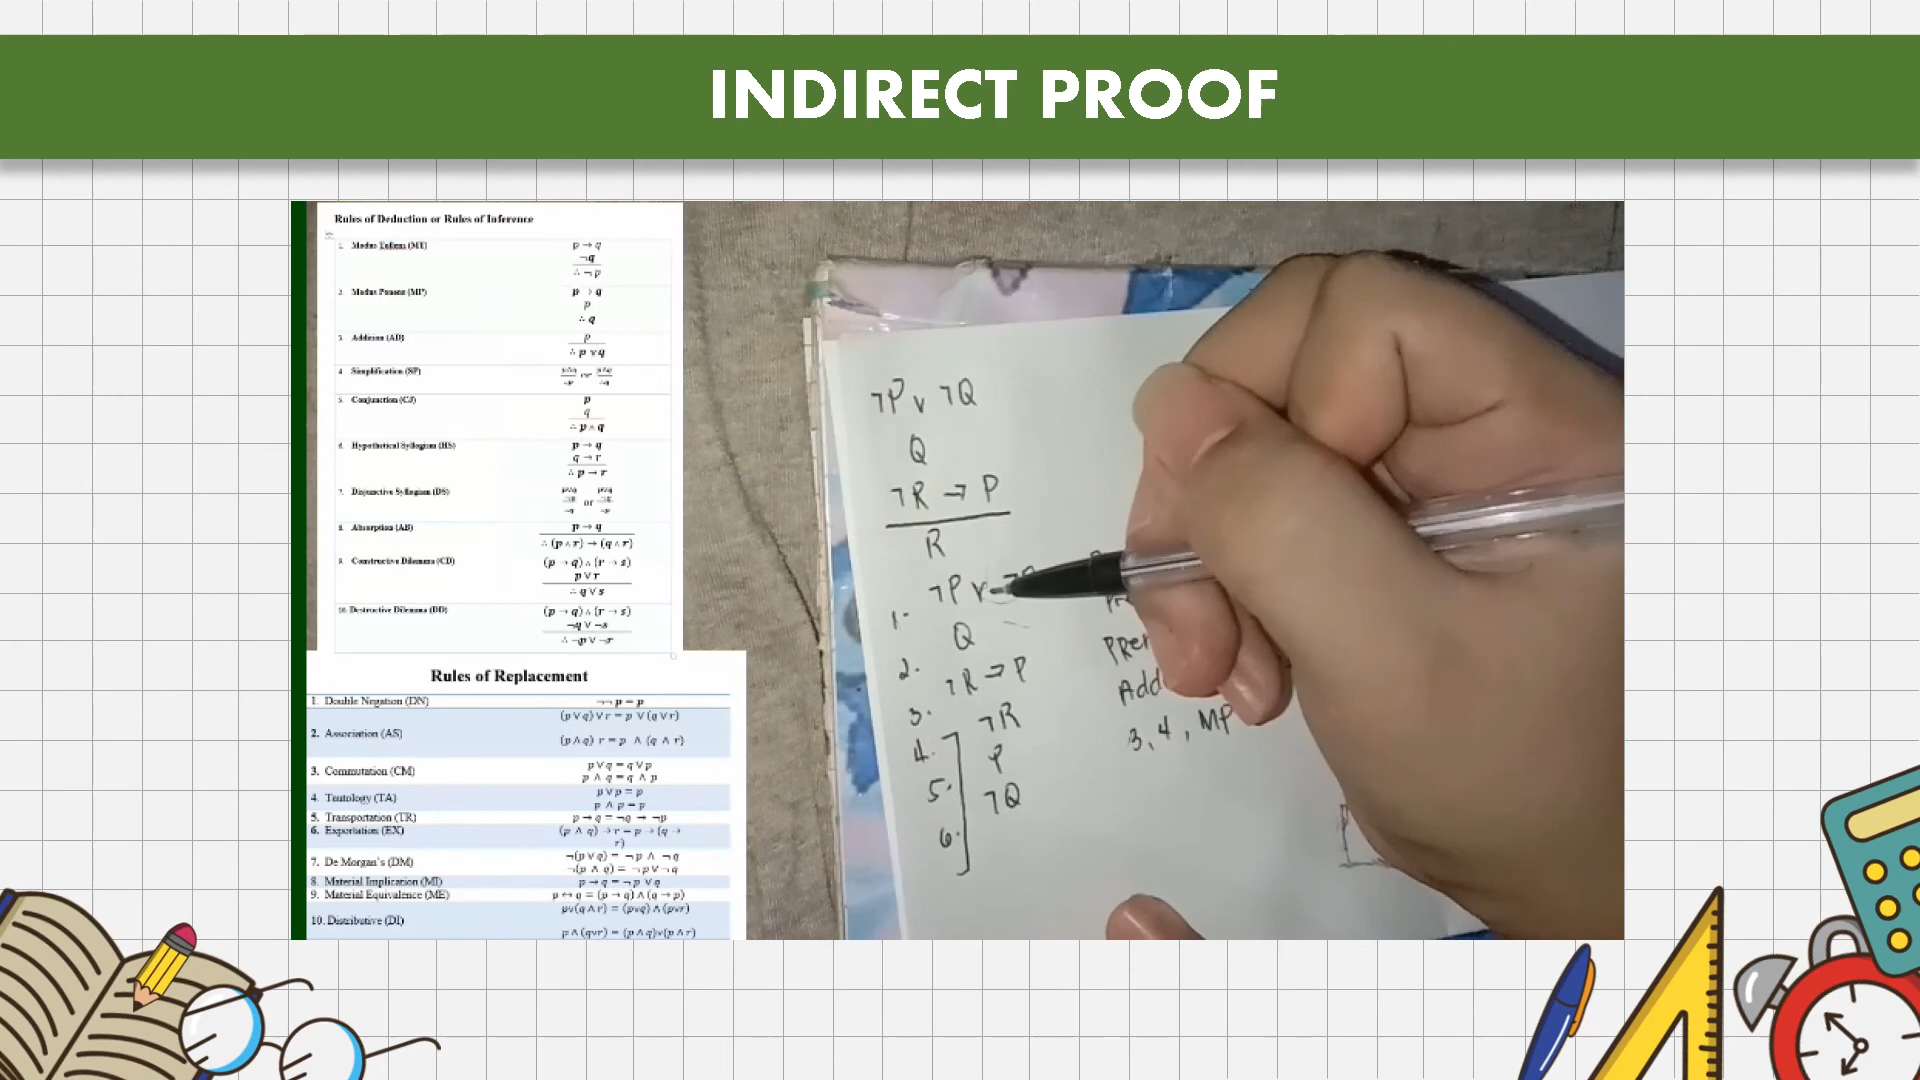 INDIRECT PROOF
Rules of Deduction or Rules of Inference
1. Modus Tollens (MT)
p → q
¬q
∴ ¬p
2. Modus Ponens (MP)
p → q
p
∴ q
3. Addition (AD)
p
∴ p ∨ q
4. Simplification (SP)
or
5. Conjunction (CJ)
p
q
∴ p ∧ q
6. Hypothetical Syllogism (HS)
p → q
q → r
∴ p → r
7. Disjunctive Syllogism (DS)
or
8. Absorption (AB)
p → q
∴ (p ∧ r) → (q ∧ r)
9. Constructive Dilemma (CD)
(p → q) ∧ (r → s)
p ∨ r
∴ q ∨ s
10. Destructive Dilemma (DD)
(p → q) ∧ (r → s)
¬q ∨ ¬s
∴ ¬p ∨ ¬r
Rules of Replacement
1. Double Negation (DN) ¬¬p = p
2. Association (AS)
(p ∨ q) ∨ r = p ∨ (q ∨ r)
(p ∧ q) r = p ∧ (q ∧ r)
3. Commutation (CM)
p ∨ q = q ∨ p
p ∧ q = q ∧ p
4. Tautology (TA)
p ∨ p = p
p ∧ p = p
5. Transportation (TR) p → q = ¬q → ¬p
6. Exportation (EX) (p ∧ q) → r = p → (q →
r)
7. De Morgan's (DM)
¬(p ∨ q) = ¬p ∧ ¬q
¬(p ∧ q) = ¬p ∨ ¬q
8. Material Implication (MI) p → q = ¬p ∨ q
9. Material Equivalence (ME) p ↔ q = (p → q) ∧ (q → p)
10. Distributive (DI)
p∨(q ∧ r) = (p∨q) ∧ (p∨r)
p ∧ (q∨r) = (p ∧ q)∨(p ∧ r)
¬P ∨ ¬Q
Q
¬R → P
R
1. ¬P ∨
2. Q
3. ¬R → P
4. ¬R
5. P 3, 4, MP
6. ¬Q